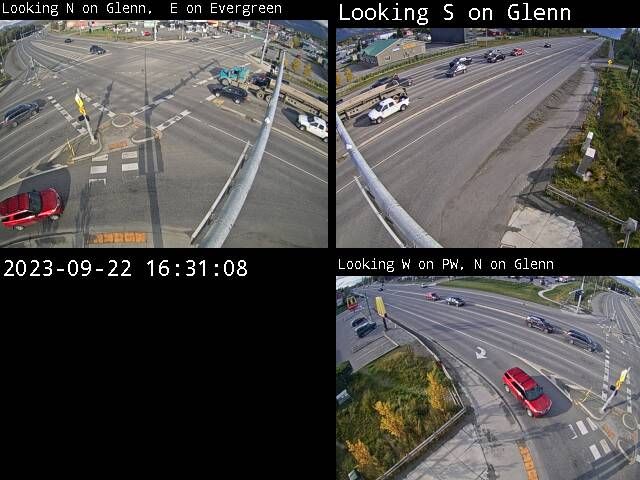 Looking N on Glenn, E on Evergreen
Looking S on Glenn
2023-09-22 16:31:08
Looking W on PW, N on Glenn